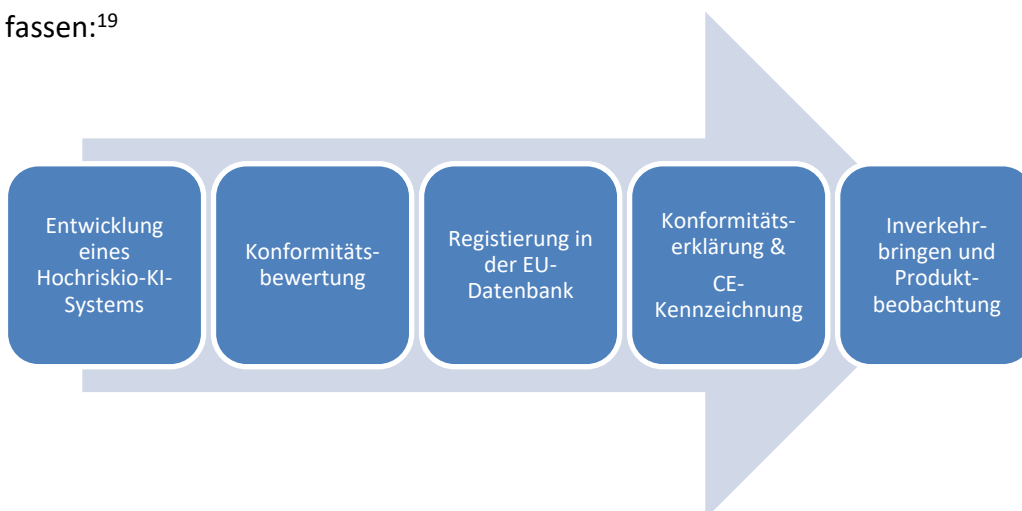 fassen:19
Entwicklung
eines
Hochriskio-KI-
Systems
Konformitäts-
bewertung
Registierung in
der EU-
Datenbank
Konformitäts-
erklärung &
CE-
Kennzeichnung
Inverkehr-
bringen und
Produkt-
beobachtung